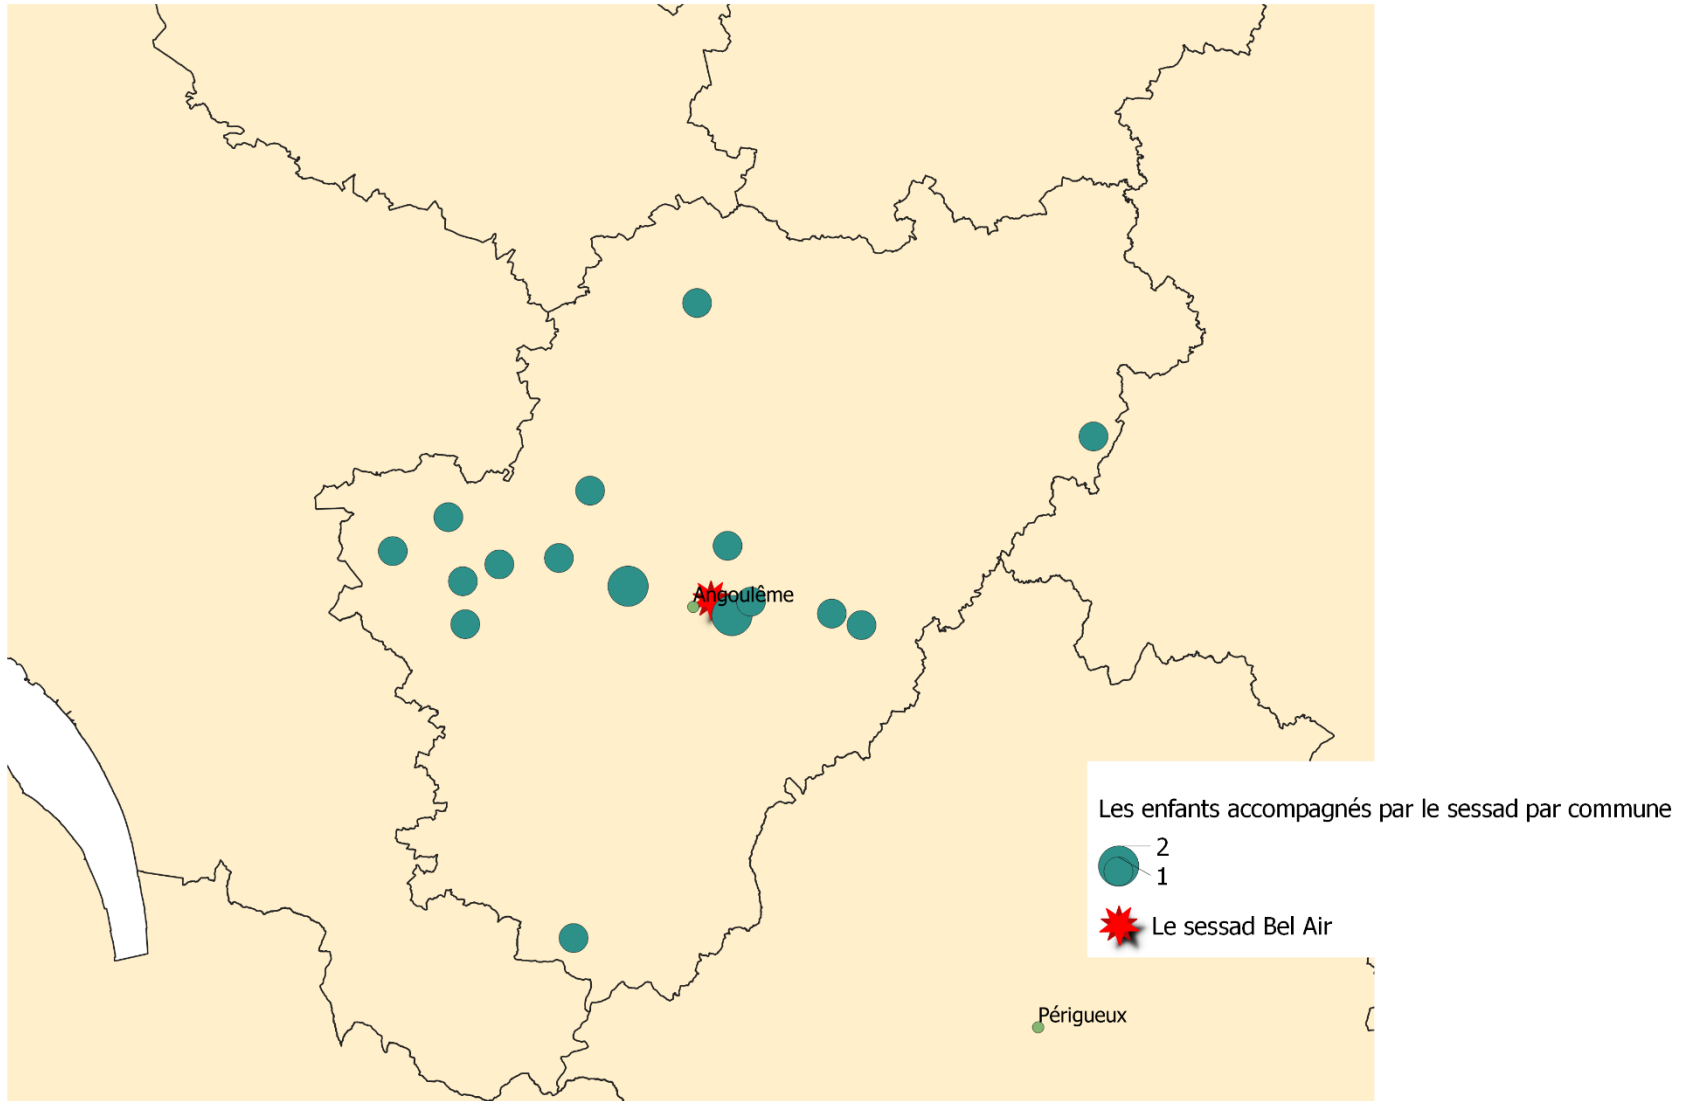 Angoulême
Les enfants accompagnés par le sessad par commune
2
1
Le sessad Bel Air
Périgueux